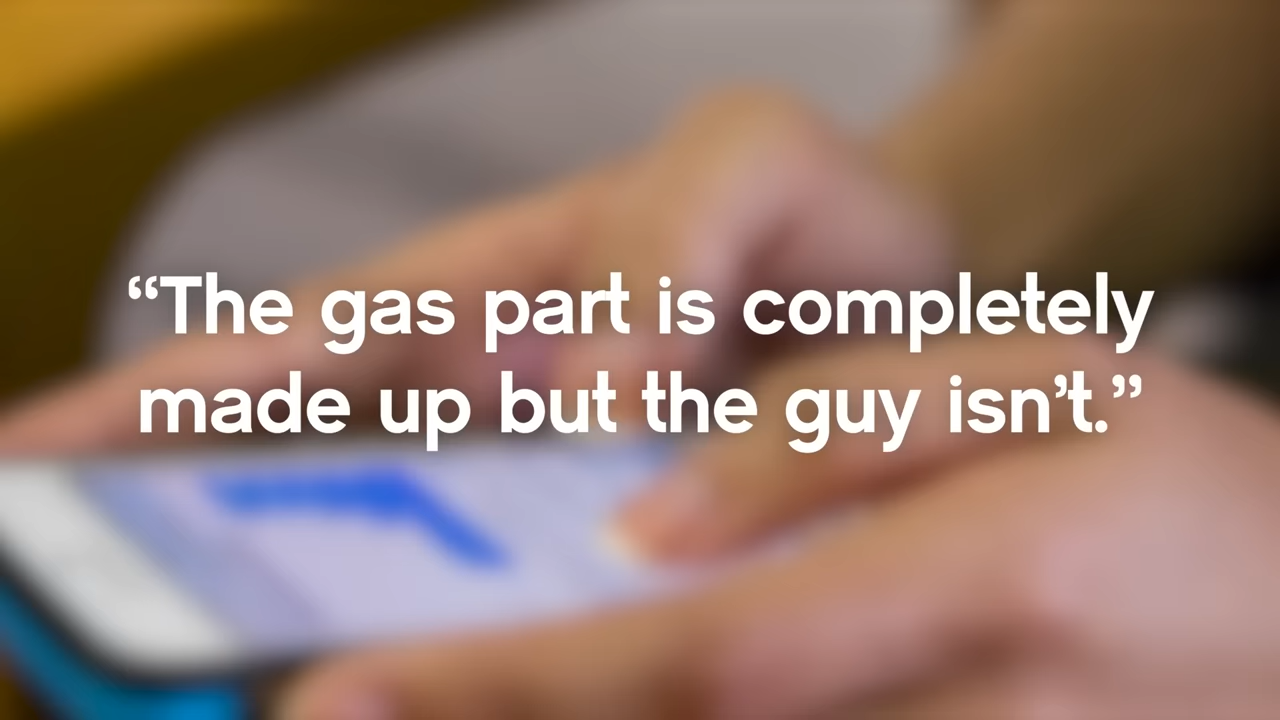 “The gas part is completely
made up but the guy isn’t.”